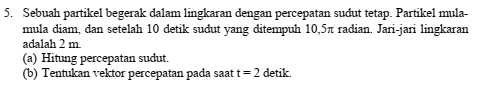 5. Sebuah partikel begerak dalam lingkaran dengan percepatan sudut tetap. Partikel mula-
mula diam, dan setelah 10 detik sudut yang ditempuh 10,5π radian. Jari-jari lingkaran
adalah 2 m.
(a) Hitung percepatan sudut.
(b) Tentukan vektor percepatan pada saat t = 2 detik.